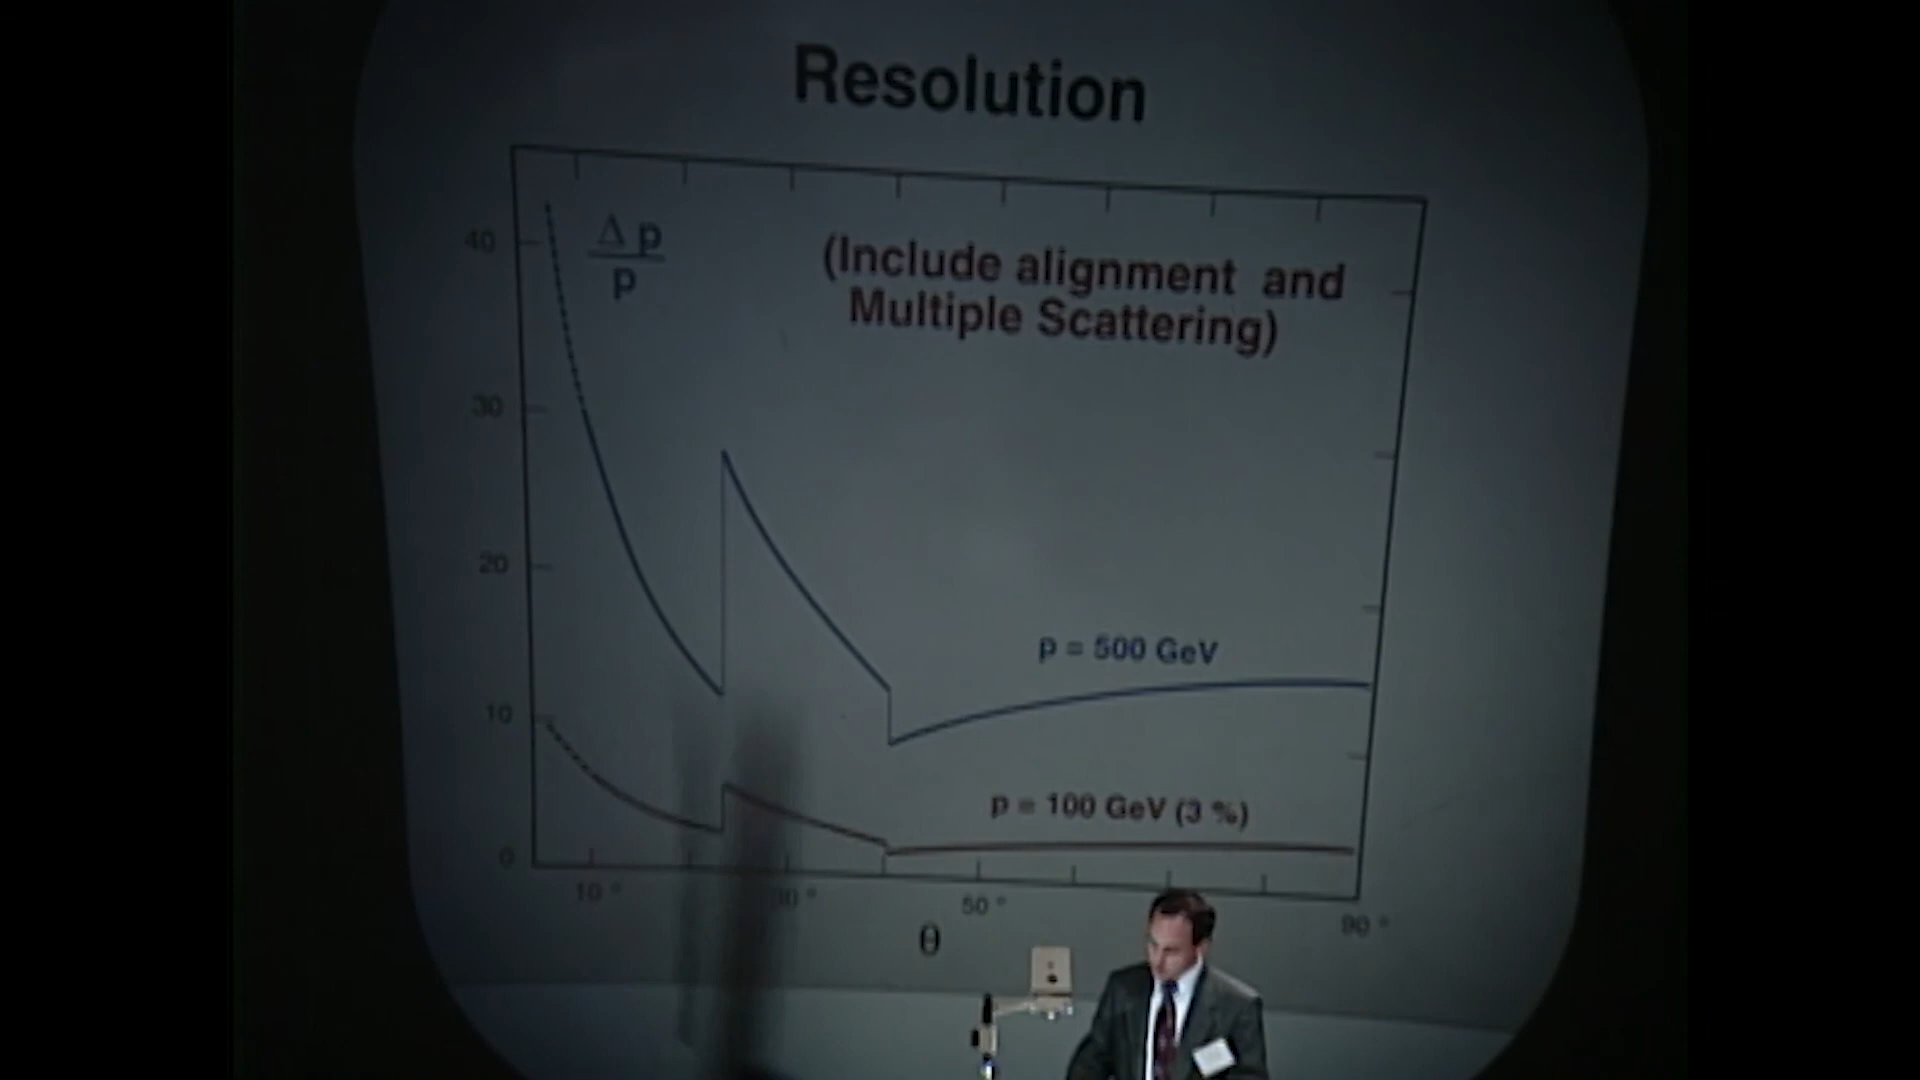 Resolution
40
Δ p
p
(Include alignment and
Multiple Scattering)
30
20
p = 500 GeV
10
p = 100 GeV (3 %)
0
10 °
50 °
90 °
θ